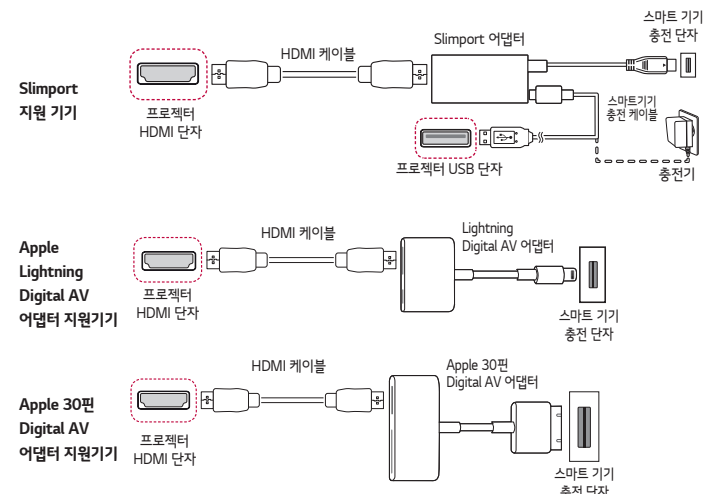 Slimport
지원 기기
프로젝터
HDMI 단자
HDMI 케이블
Slimport 어댑터
스마트 기기
충전 단자
스마트기기
충전 케이블
프로젝터 USB 단자
충전기
Apple
Lightning
Digital AV
어댑터 지원기기
프로젝터
HDMI 단자
HDMI 케이블
Lightning
Digital AV 어댑터
스마트 기기
충전 단자
Apple 30핀
Digital AV
어댑터 지원기기
프로젝터
HDMI 단자
HDMI 케이블
Apple 30핀
Digital AV 어댑터
스마트 기기
충전 단자